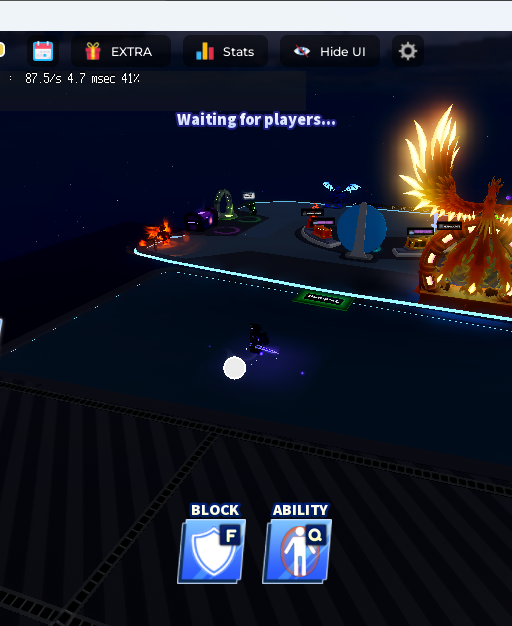 EXTRA
Stats
Hide UI
: 87.5/s 4.7 msec 41%
Waiting for players...
BLOCK
ABILITY
F
Q